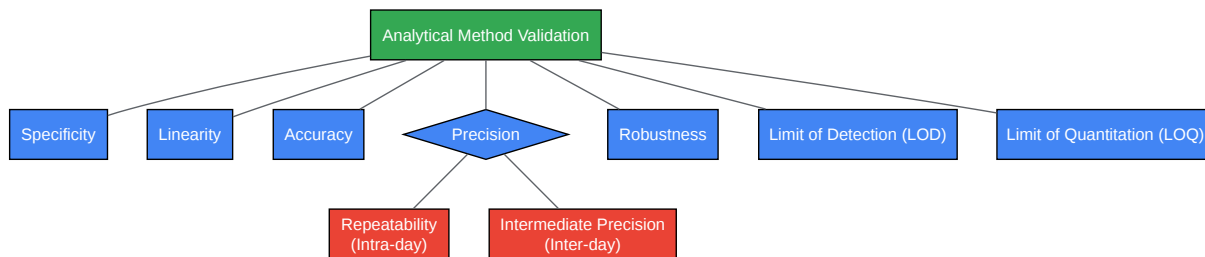 Analytical Method Validation
Specificity
Linearity
Accuracy
Precision
Robustness
Limit of Detection (LOD)
Limit of Quantitation (LOQ)
Repeatability
(Intra-day)
Intermediate Precision
(Inter-day)